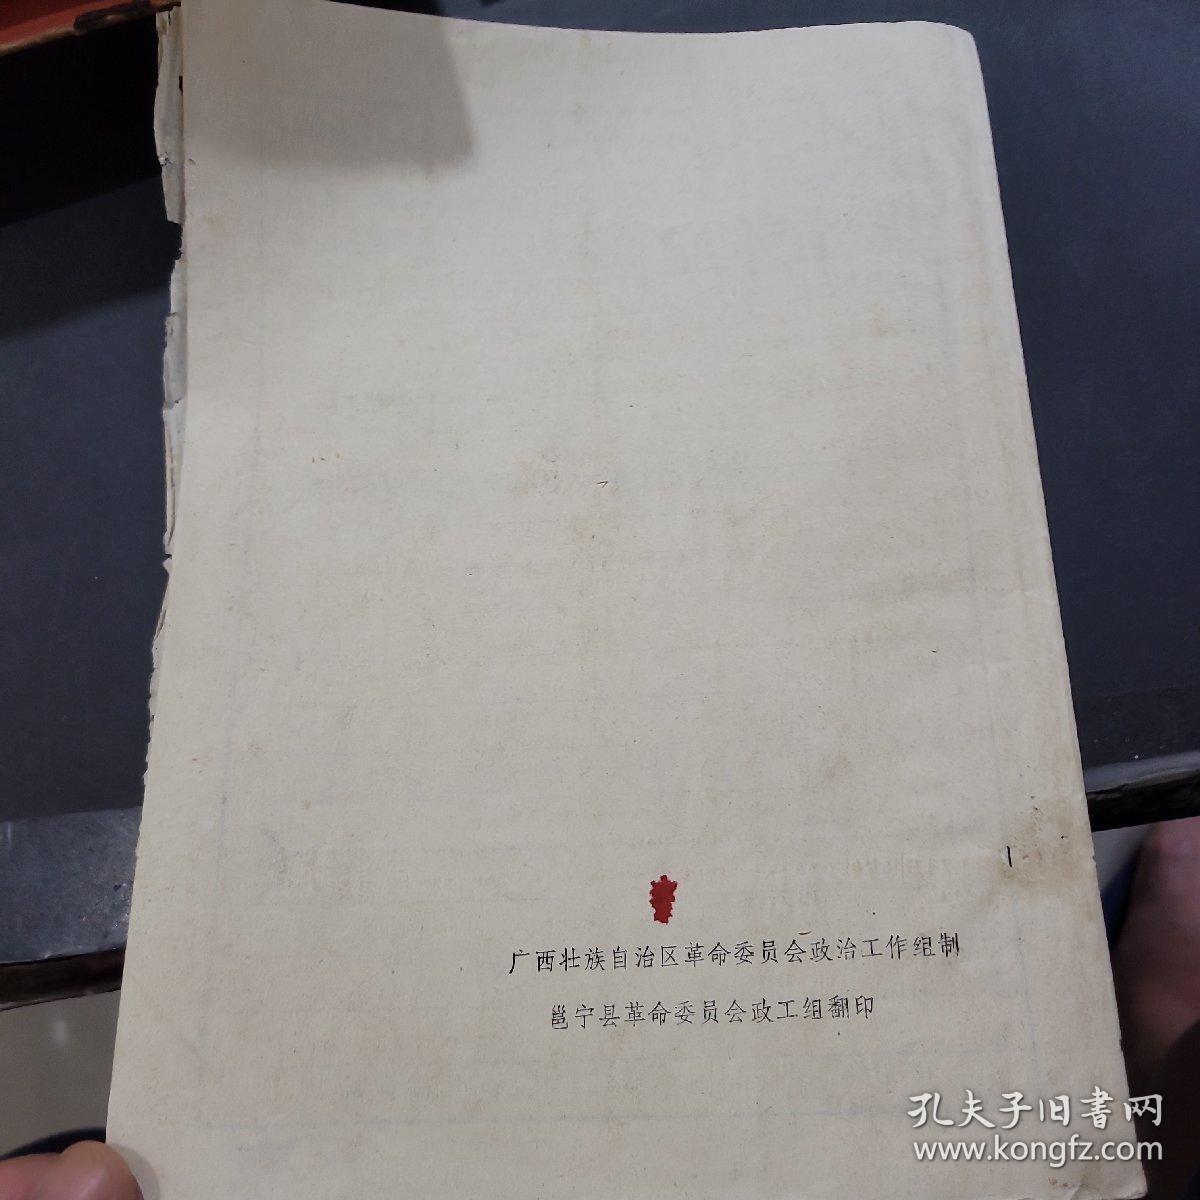 广西壮族自治区革命委员会政治工作组制
邕宁县革命委员会政工组翻印
孔夫子旧書网
www.kongfz.com